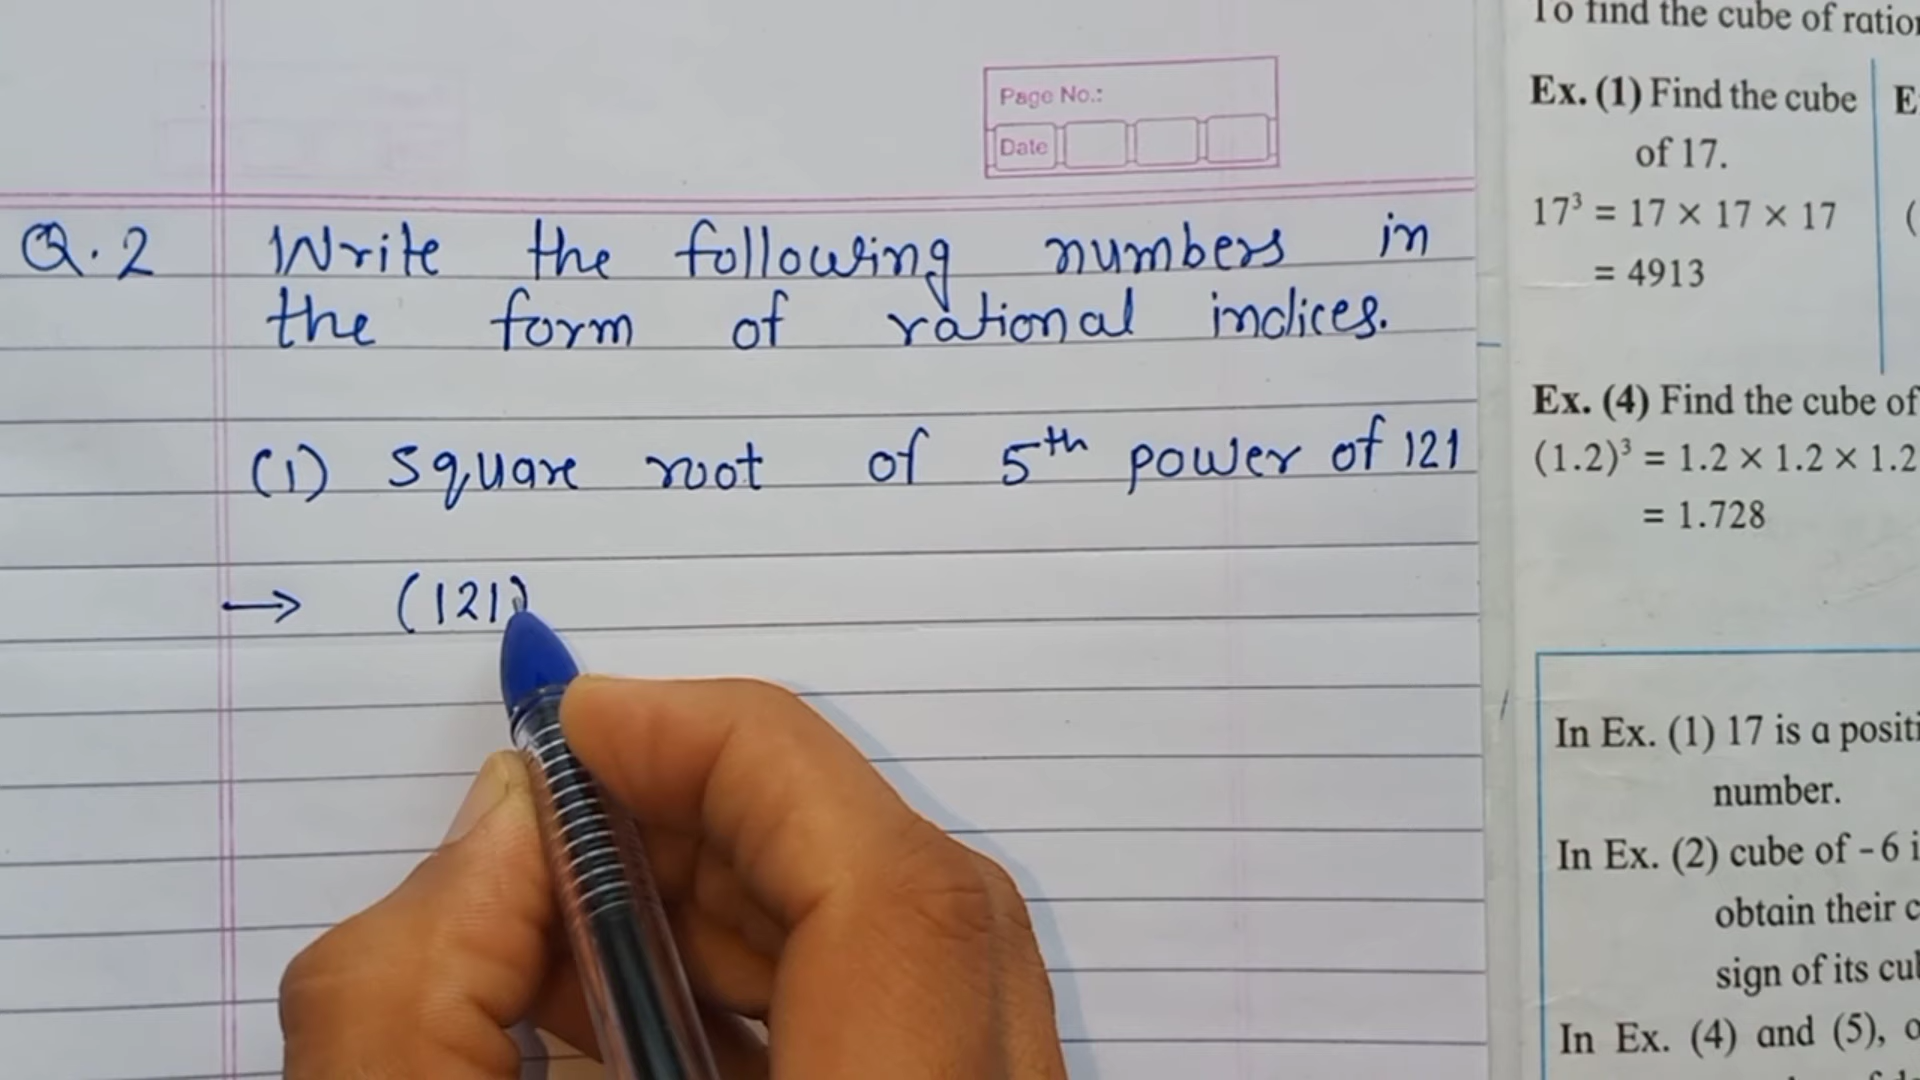 Page No.:
Date
Q.2 Write the following numbers in
the form of rational indices.
(1) square root of 5th power of 121
→ (121)
To find the cube of
Ex. (1) Find the cube
of 17.
17³ = 17 × 17 × 17
= 4913
Ex. (4) Find the cube of
(1.2)³ = 1.2 × 1.2 × 1.2
= 1.728
In Ex. (1) 17 is a
number.
In Ex. (2) cube of -6
obtain their
sign of its
In Ex. (4) and (5),